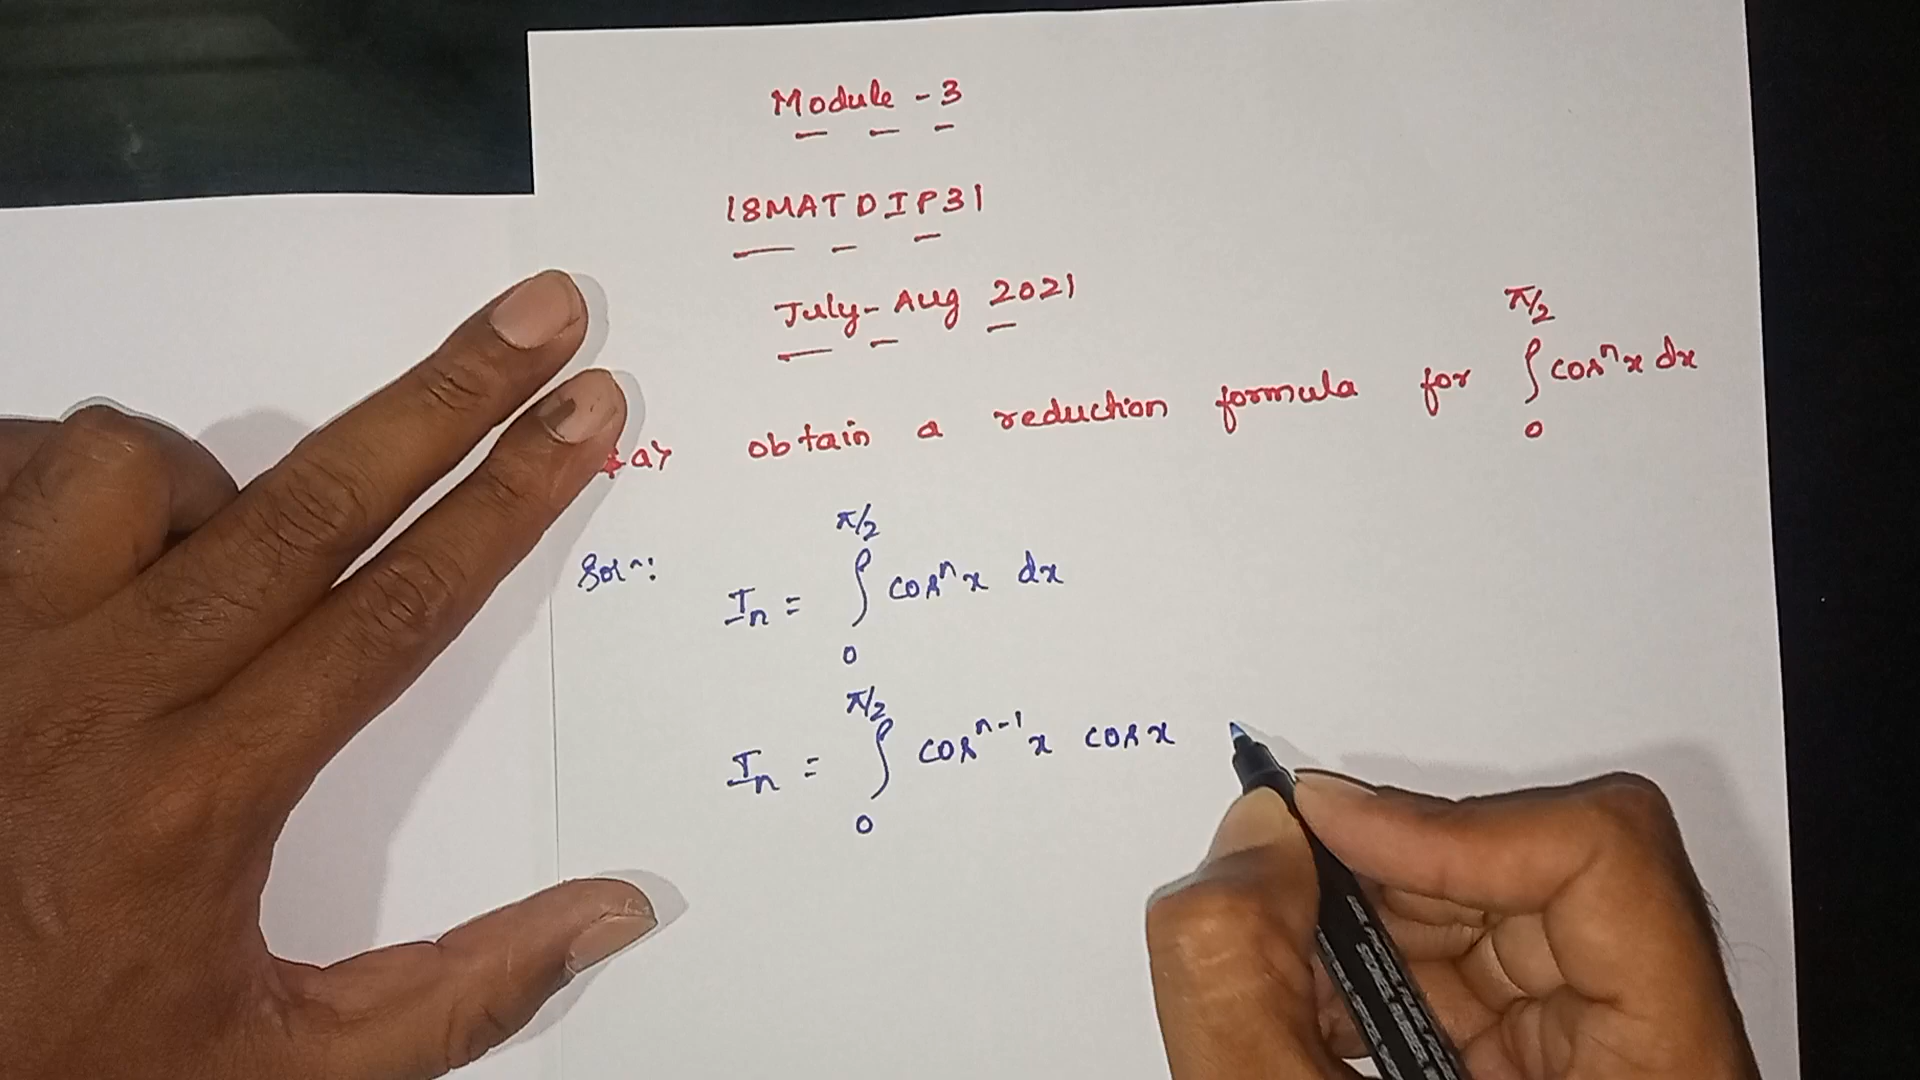 Module - 3
18MATDIP31
July - Aug 2021
a) obtain a reduction formula for ∫₀^{π/2} cosⁿx dx
Solⁿ: Iₙ = ∫₀^{π/2} cosⁿx dx
Iₙ = ∫₀^{π/2} cosⁿ⁻¹x cosx